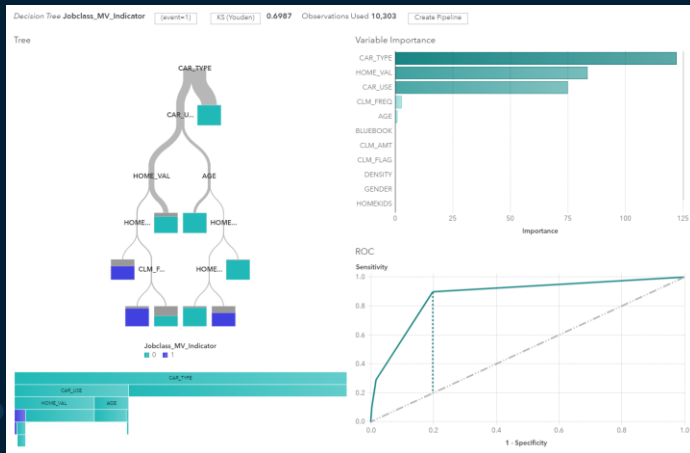 Decision Tree Jobclass_MV_Indicator (event=1) KS (Youden) 0.6987 Observations Used 10,303 Create Pipeline
Tree
CAR_TYPE
CAR_U...
HOME_VAL AGE
HOME... HOME...
CLM_F... HOME...
Jobclass_MV_Indicator
0 1
CAR_TYPE
CAR_USE
HOME_VAL AGE
Variable Importance
CAR_TYPE
HOME_VAL
CAR_USE
CLM_FREQ
AGE
BLUEBOOK
CLM_AMT
CLM_FLAG
DENSITY
GENDER
HOMEKIDS
0 25 50 75 100 125
Importance
ROC
Sensitivity
1.0
0.8
0.6
0.4
0.2
0.0
0.0 0.2 0.4 0.6 0.8 1.0
1 - Specificity